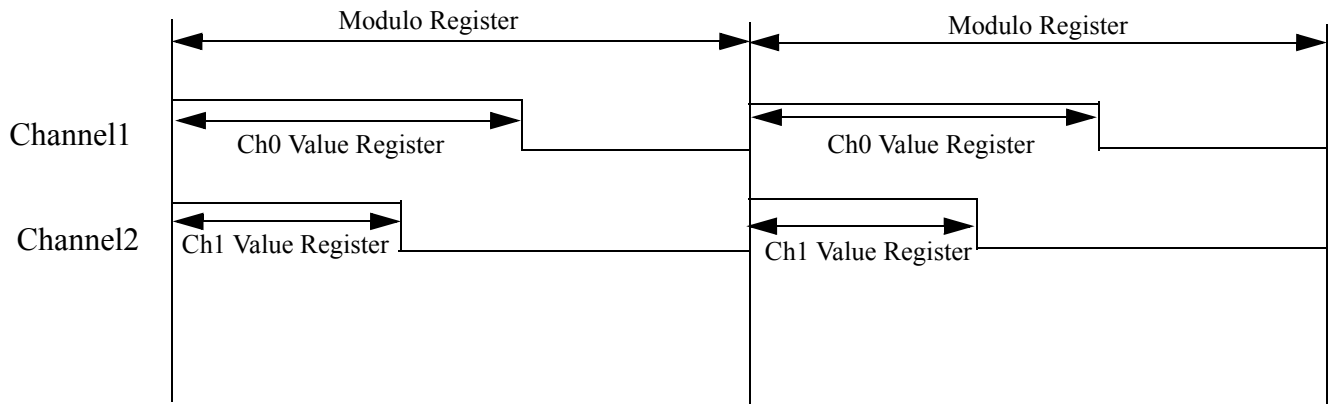 Modulo Register
Modulo Register
Channel1
Ch0 Value Register
Ch0 Value Register
Channel2
Ch1 Value Register
Ch1 Value Register